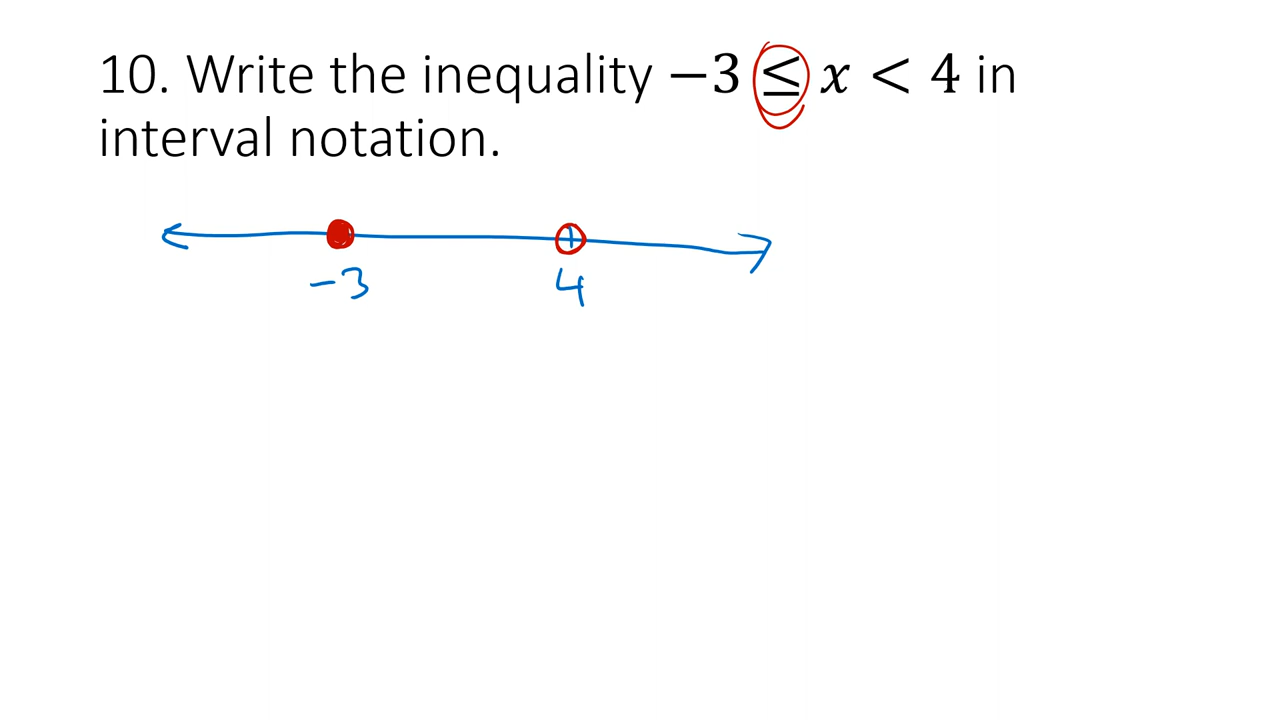 10. Write the inequality −3 ≤ x < 4 in
interval notation.
−3 4